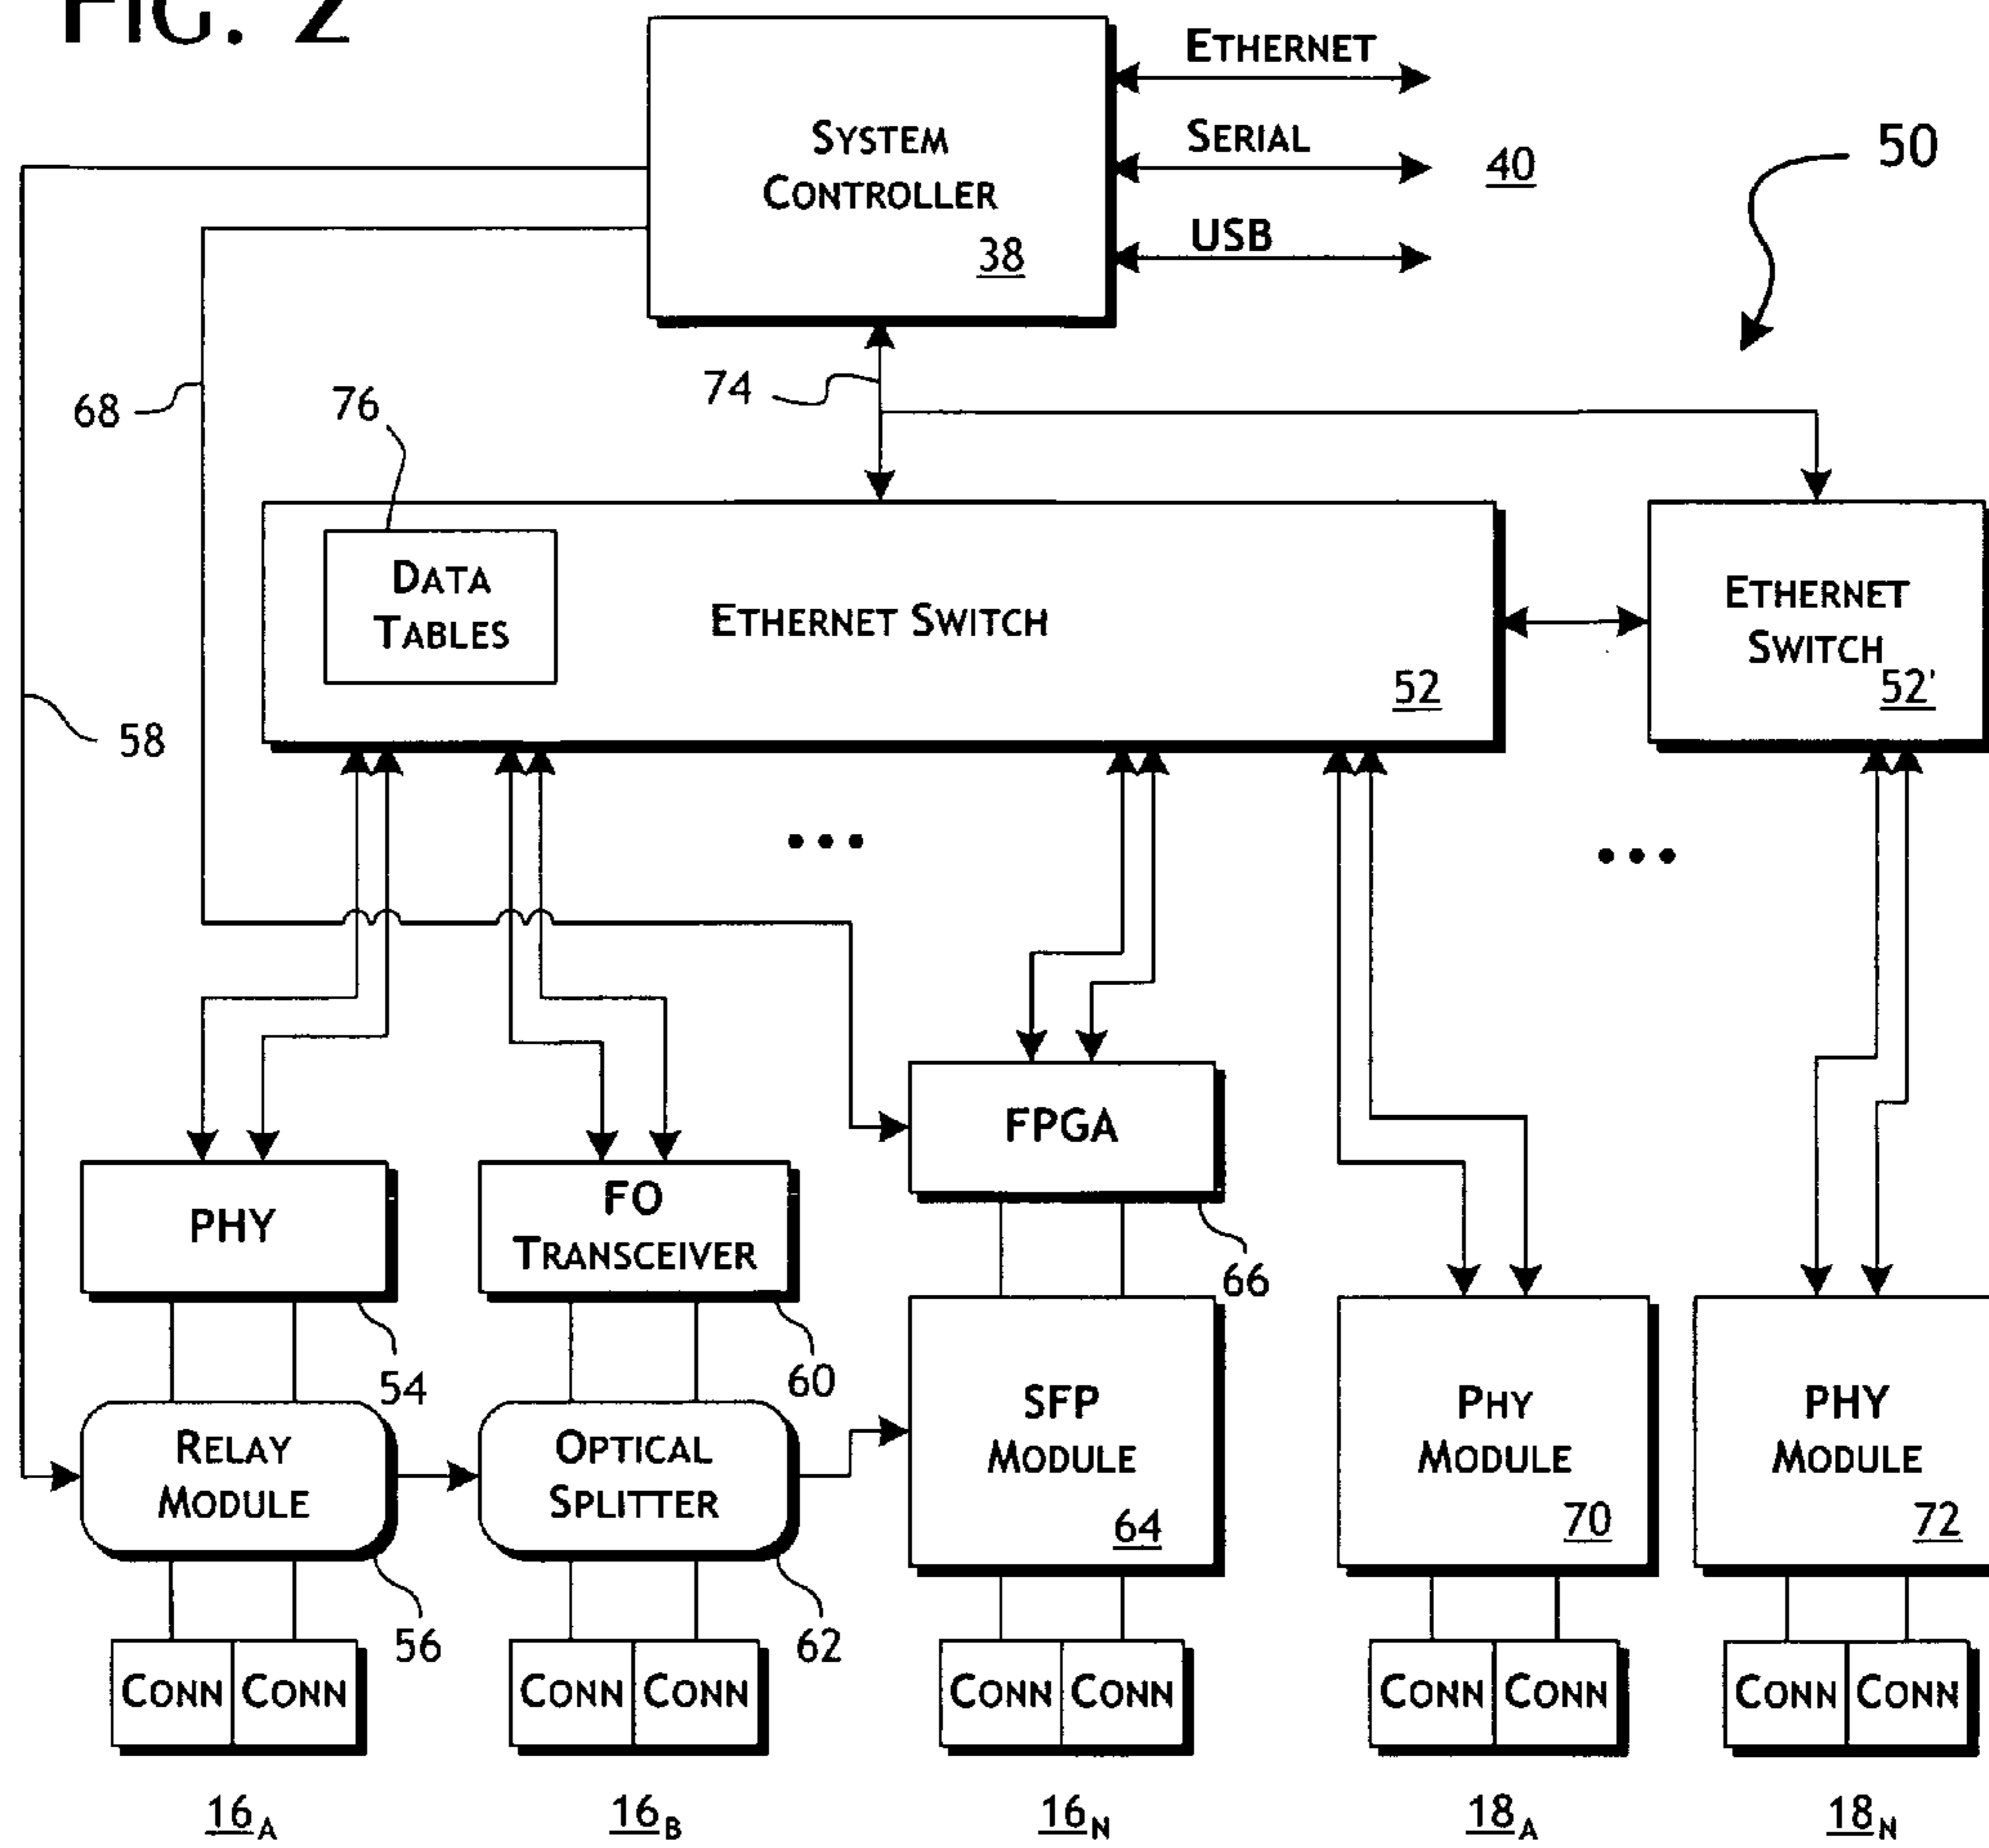 FIG. 2
ETHERNET
SYSTEM
CONTROLLER
38
SERIAL
40
USB
50
68
76
74
DATA
TABLES
ETHERNET SWITCH
52
ETHERNET
SWITCH
52'
58
...
...
FPGA
66
PHY
54
FO
TRANSCEIVER
60
RELAY
MODULE
56
OPTICAL
SPLITTER
62
SFP
MODULE
64
PHY
MODULE
70
PHY
MODULE
72
CONN CONN
CONN CONN
CONN CONN
CONN CONN
CONN CONN
16A
16B
16N
18A
18N